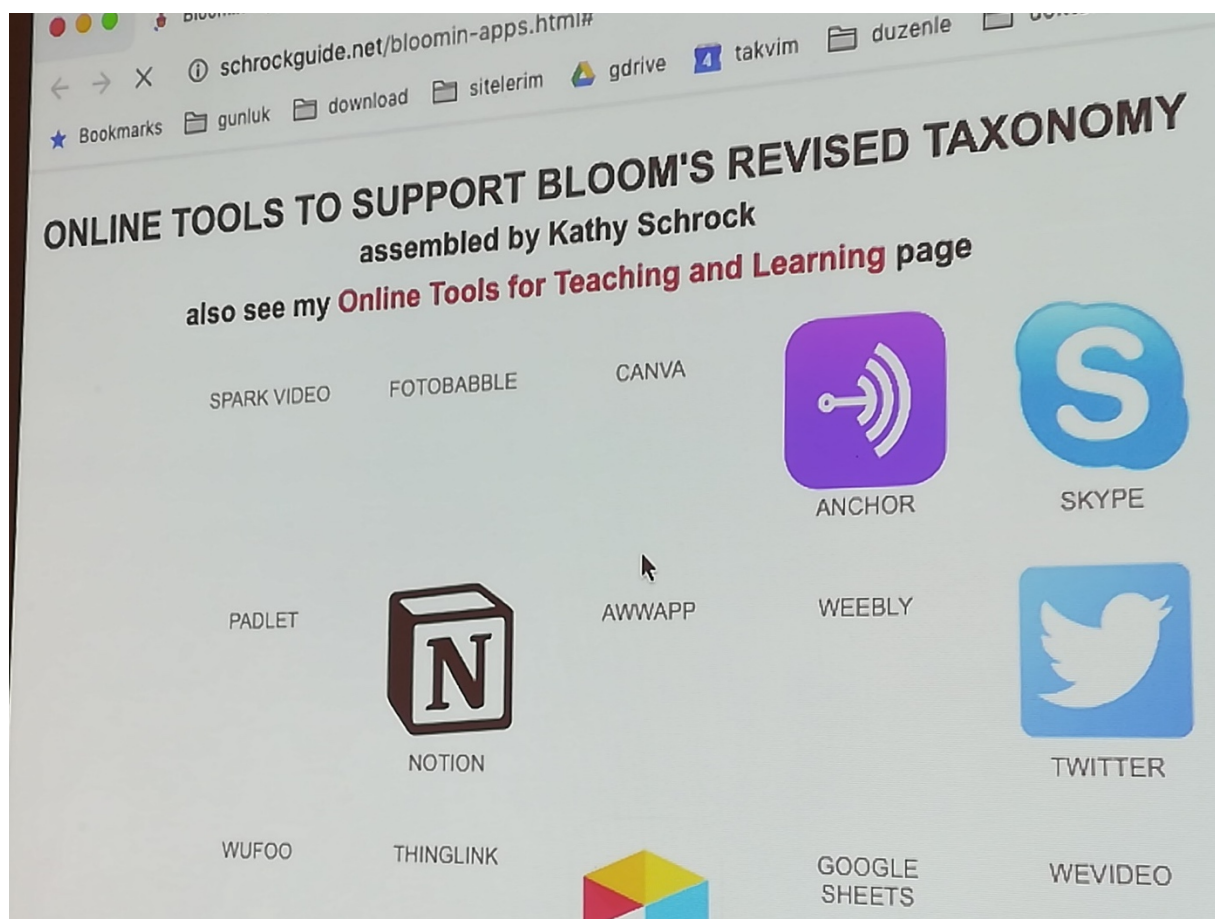 schrockguide.net/bloomin-apps.html#
Bookmarks gunluk download sitelerim gdrive 4 takvim duzenle
ONLINE TOOLS TO SUPPORT BLOOM'S REVISED TAXONOMY
assembled by Kathy Schrock
also see my Online Tools for Teaching and Learning page
SPARK VIDEO FOTOBABBLE CANVA
S
ANCHOR SKYPE
PADLET AWWAPP WEEBLY
N
NOTION TWITTER
WUFOO THINGLINK GOOGLE SHEETS WEVIDEO